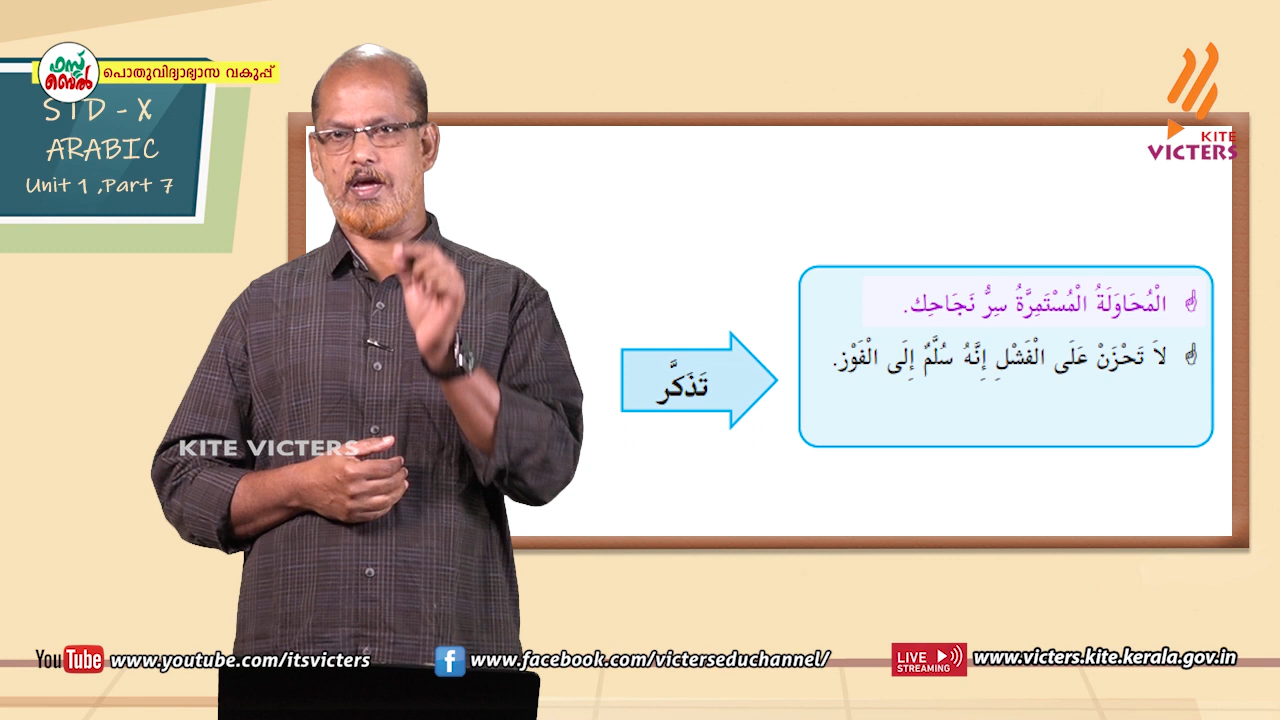 ഫസ്റ്റ്
ബെൽ
പൊതുവിദ്യാഭ്യാസ വകുപ്പ്
STD - X
ARABIC
Unit 1 ,Part 7
KITE
VICTERS
الْمُحَاوَلَةُ الْمُسْتَمِرَّةُ سِرُّ نَجَاحِك.
لاَ تَحْزَنْ عَلَى الْفَشْلِ إِنَّهُ سُلَّمٌ إِلَى الْفَوْز.
تَذَكَّر
KITE VICTERS
YouTube www.youtube.com/itsvicters
f www.facebook.com/victerseduchannel/
LIVE STREAMING www.victers.kite.kerala.gov.in